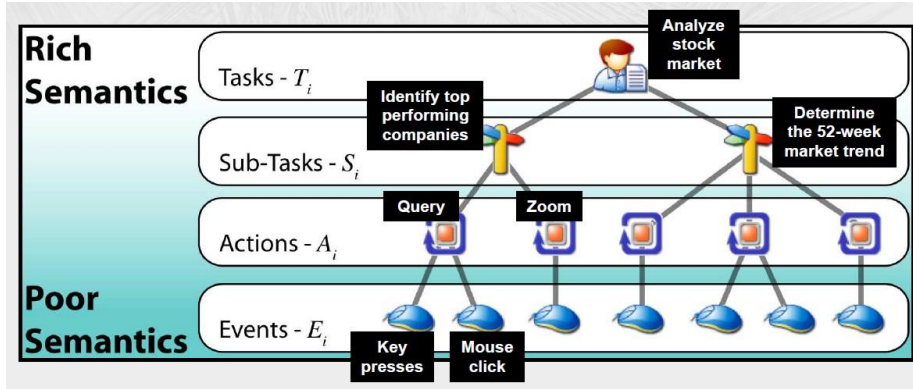 Rich
Semantics
Tasks - Ti
Analyze
stock
market
Identify top
performing
companies
Determine
the 52-week
market trend
Sub-Tasks - Si
Query
Zoom
Actions - Ai
Poor
Semantics
Events - Ei
Key
presses
Mouse
click